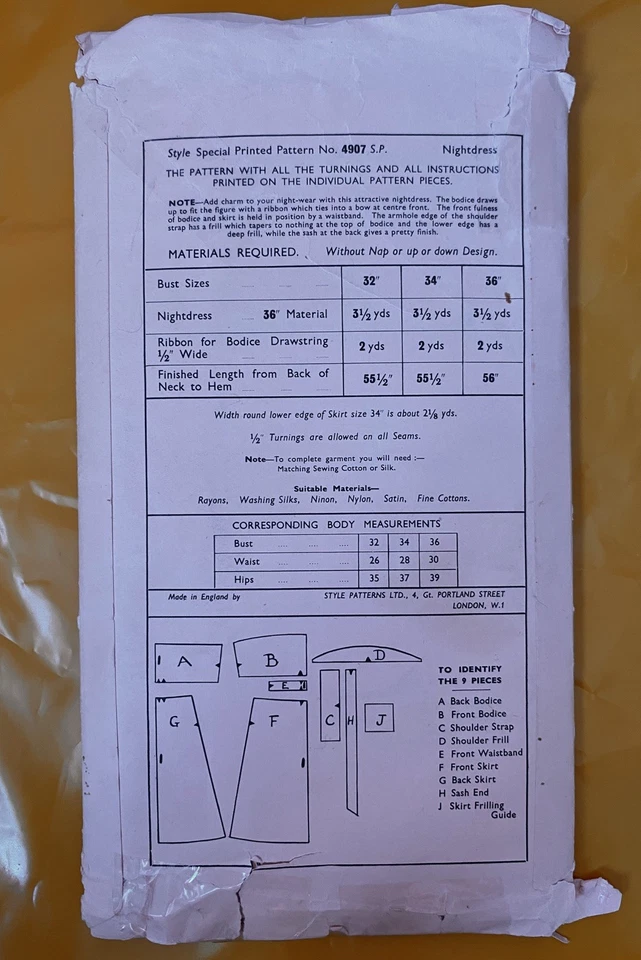 Style Special Printed Pattern No. 4907 S.P. Nightdress
THE PATTERN WITH ALL THE TURNINGS AND ALL INSTRUCTIONS
PRINTED ON THE INDIVIDUAL PATTERN PIECES.
NOTE—Add charm to your night-wear with this attractive nightdress. The bodice draws
up to fit the figure with a ribbon which ties into a bow at centre front. The front fulness
of bodice and skirt is held in position by a waistband. The armhole edge of the shoulder
strap has a frill which tapers to nothing at the top of bodice and the lower edge has a
deep frill, while the sash at the back gives a pretty finish.
MATERIALS REQUIRED. Without Nap or up or down Design.
Bust Sizes 32" 34" 36"
Nightdress 36" Material 3½ yds 3½ yds 3½ yds
Ribbon for Bodice Drawstring
½" Wide 2 yds 2 yds 2 yds
Finished Length from Back of
Neck to Hem 55½" 55½" 56"
Width round lower edge of Skirt size 34" is about 2⅛ yds.
½" Turnings are allowed on all Seams.
Note—To complete garment you will need :—
Matching Sewing Cotton or Silk.
Suitable Materials—
Rayons, Washing Silks, Ninon, Nylon, Satin, Fine Cottons.
CORRESPONDING BODY MEASUREMENTS
Bust .... .... .... 32 34 36
Waist .... .... .... 26 28 30
Hips .... .... .... 35 37 39
Made in England by STYLE PATTERNS LTD., 4, Gt. PORTLAND STREET
LONDON, W.1
A B D
E
G F C H J
TO IDENTIFY
THE 9 PIECES
A Back Bodice
B Front Bodice
C Shoulder Strap
D Shoulder Frill
E Front Waistband
F Front Skirt
G Back Skirt
H Sash End
J Skirt Frilling
Guide